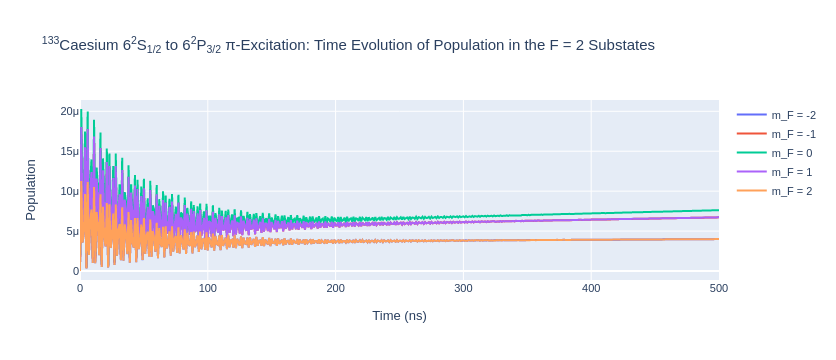 ¹³³Caesium 6²S₁/₂ to 6²P₃/₂ π-Excitation: Time Evolution of Population in the F = 2 Substates
20μ
15μ
10μ
5μ
0
Population
0 100 200 300 400 500
Time (ns)
m_F = -2
m_F = -1
m_F = 0
m_F = 1
m_F = 2